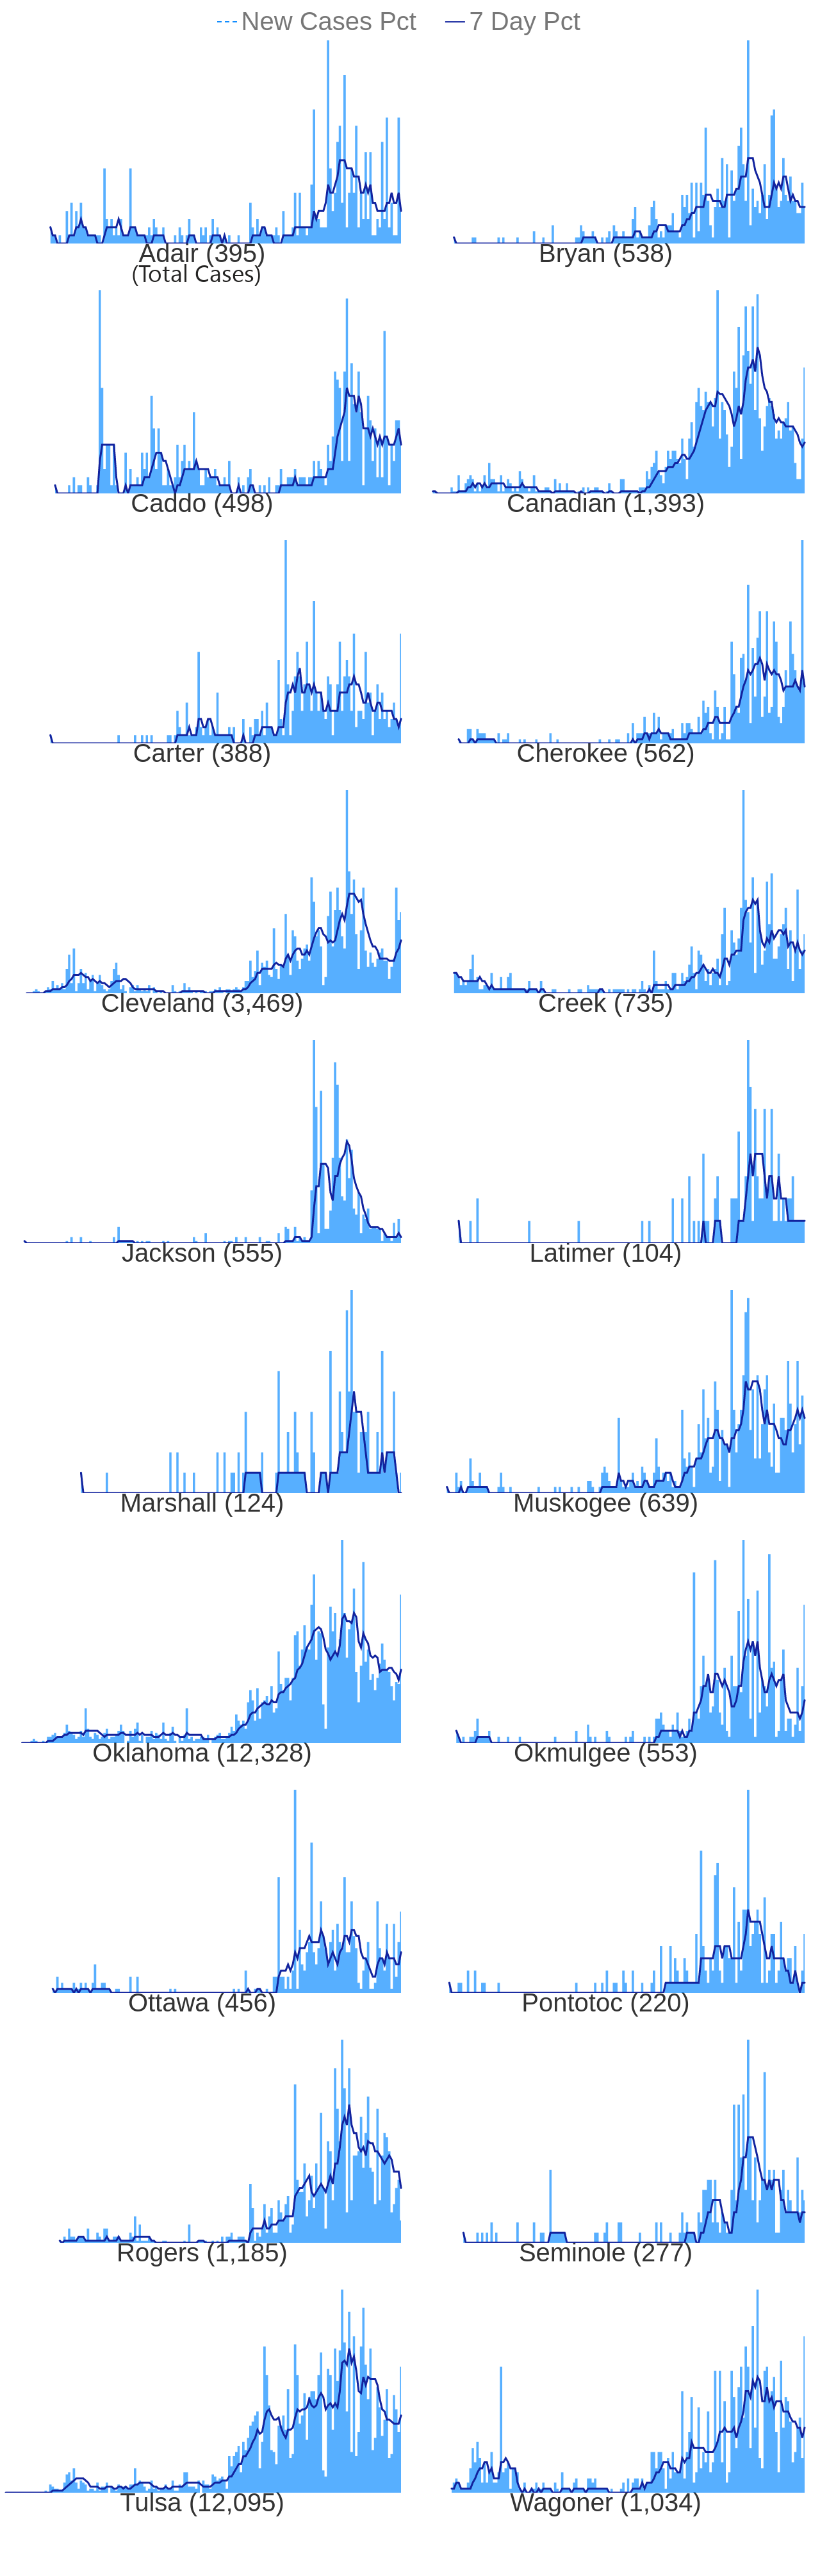 New Cases Pct 7 Day Pct
Adair (395) Bryan (538)
(Total Cases)
Caddo (498) Canadian (1,393)
Carter (388) Cherokee (562)
Cleveland (3,469) Creek (735)
Jackson (555) Latimer (104)
Marshall (124) Muskogee (639)
Oklahoma (12,328) Okmulgee (553)
Ottawa (456) Pontotoc (220)
Rogers (1,185) Seminole (277)
Tulsa (12,095) Wagoner (1,034)